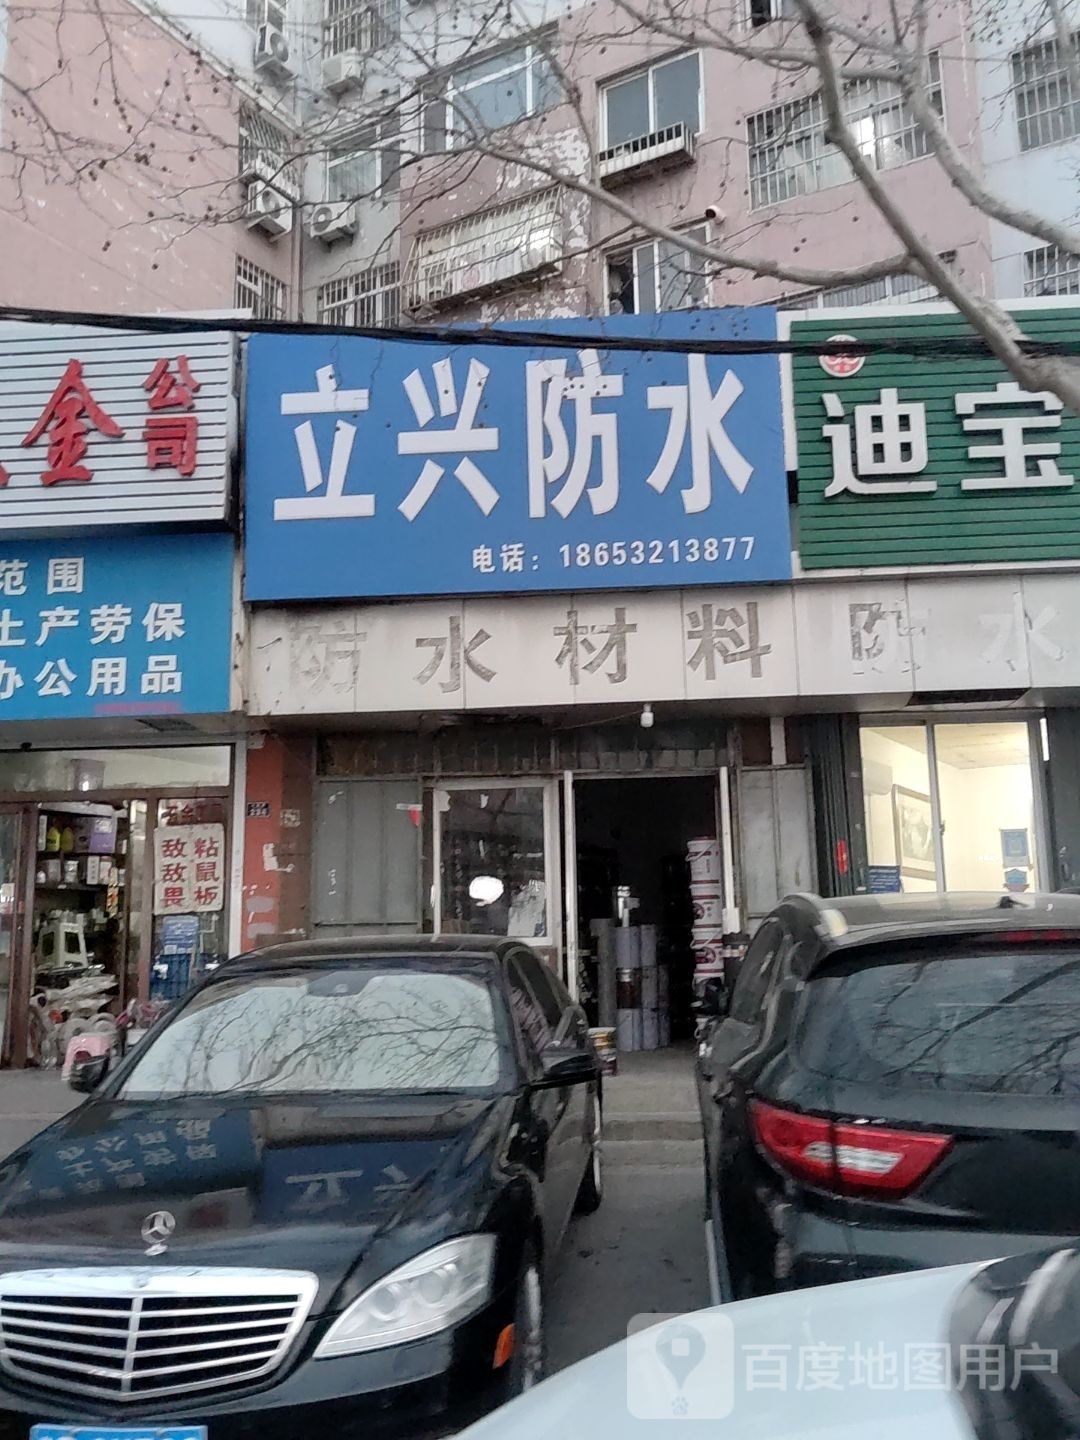 金
公司
立兴防水
电话：18653213877
迪宝
范围
土产劳保
办公用品
防水材料 防水
粘鼠板
敌敌畏
百度地图用户